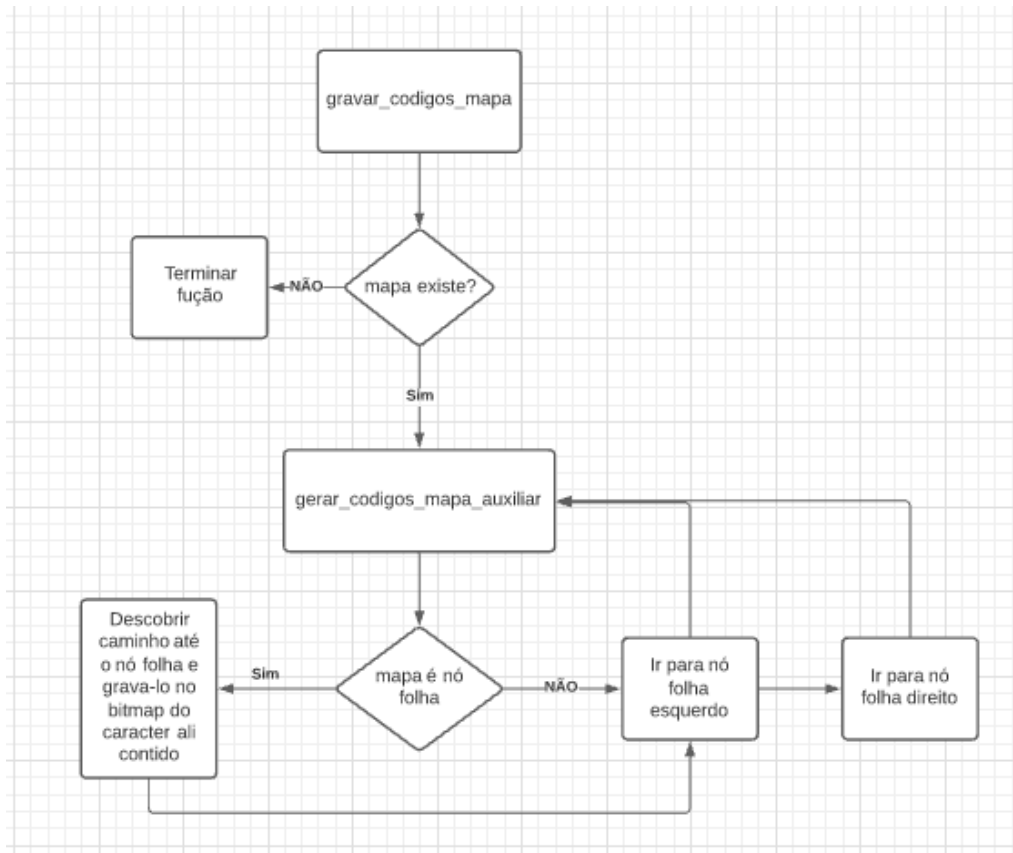 gravar_codigos_mapa
Terminar
fução
NÃO
mapa existe?
Sim
gerar_codigos_mapa_auxiliar
Descobrir
caminho até
o nó folha e
grava-lo no
bitmap do
caracter ali
contido
Sim
mapa é nó
folha
NÃO
Ir para nó
folha
esquerdo
Ir para nó
folha direito